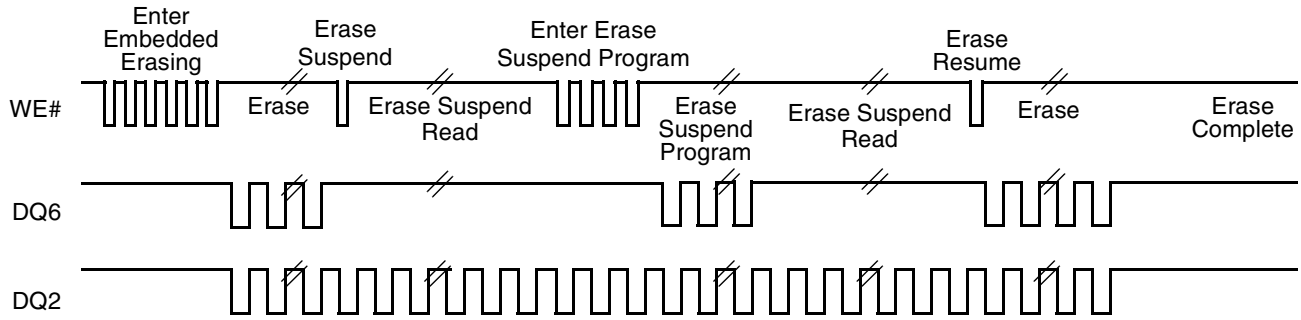 Enter
Embedded
Erasing
Erase
Suspend
Enter Erase
Suspend Program
Erase
Resume
WE#
Erase
Erase Suspend
Read
Erase
Suspend
Program
Erase Suspend
Read
Erase
Erase
Complete
DQ6
DQ2